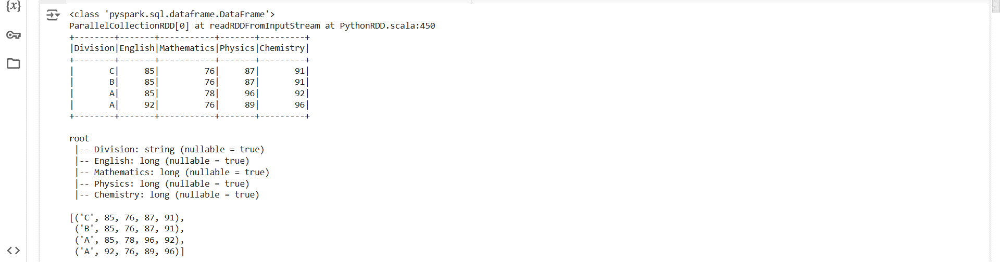 {x}
<class 'pyspark.sql.dataframe.DataFrame'>
ParallelCollectionRDD[0] at readRDDFromInputStream at PythonRDD.scala:450
+--------+-------+-----------+-------+---------+
|Division|English|Mathematics|Physics|Chemistry|
+--------+-------+-----------+-------+---------+
|       C|     85|         76|     87|       91|
|       B|     85|         76|     87|       91|
|       A|     85|         78|     96|       92|
|       A|     92|         76|     89|       96|
+--------+-------+-----------+-------+---------+
root
 |-- Division: string (nullable = true)
 |-- English: long (nullable = true)
 |-- Mathematics: long (nullable = true)
 |-- Physics: long (nullable = true)
 |-- Chemistry: long (nullable = true)
[('C', 85, 76, 87, 91),
 ('B', 85, 76, 87, 91),
 ('A', 85, 78, 96, 92),
 ('A', 92, 76, 89, 96)]